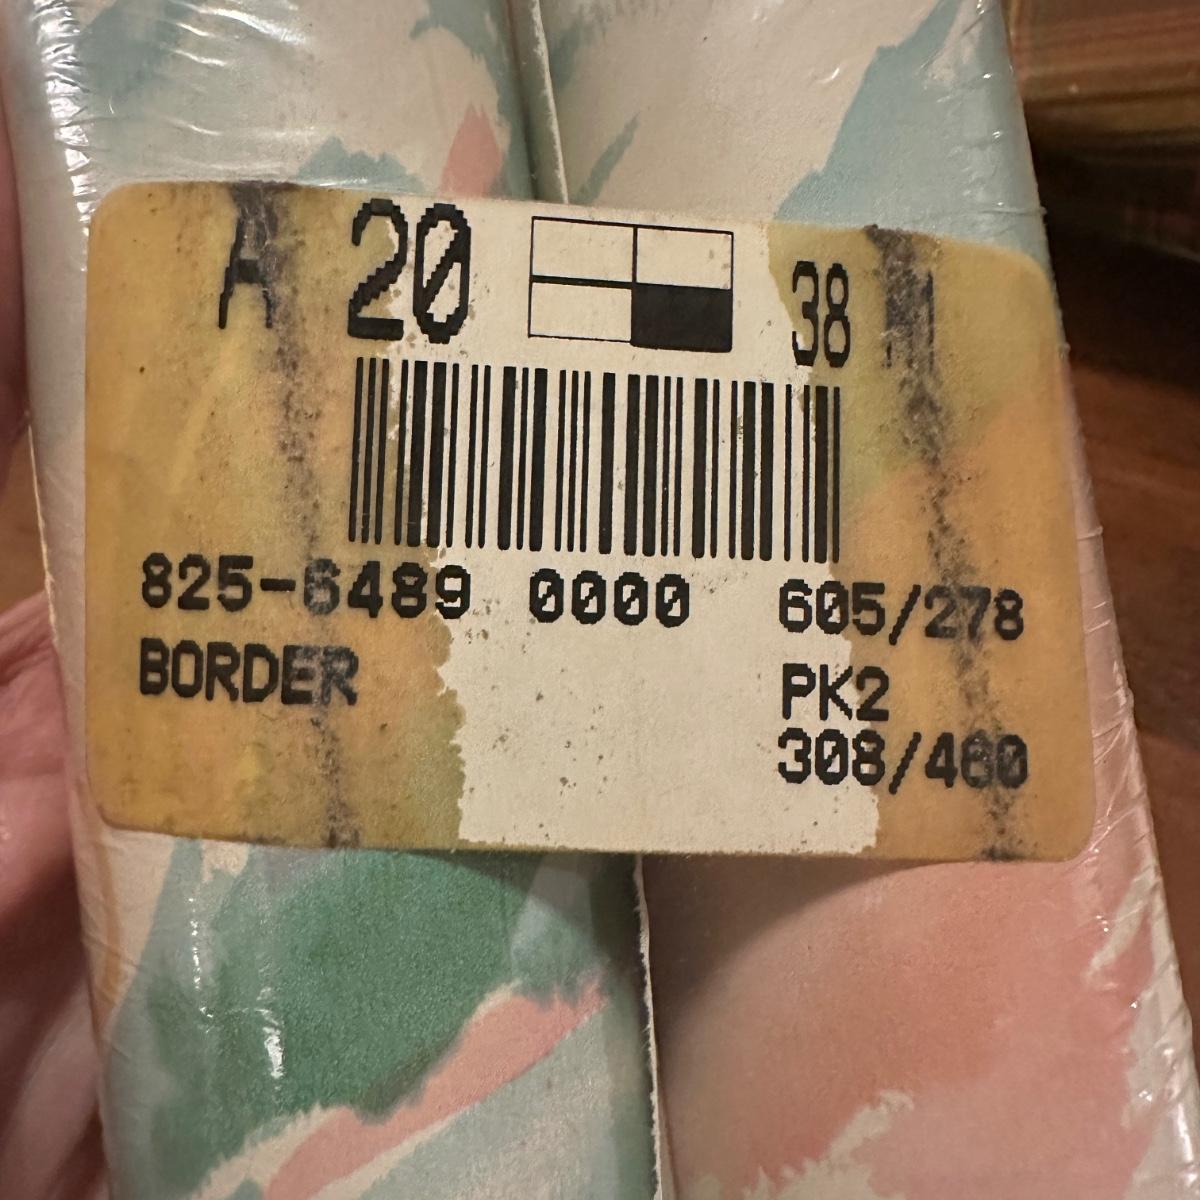 A 20 38
825-6489 0000 605/278
BORDER PK2
308/460